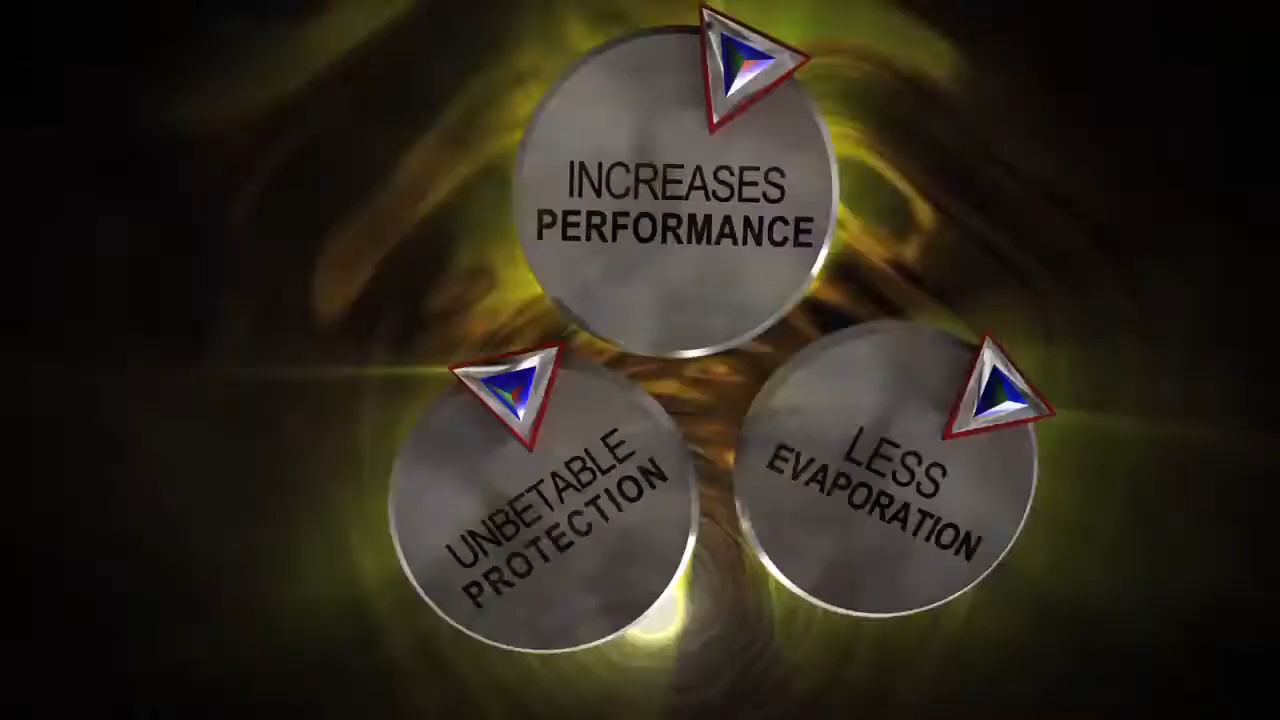 INCREASES
PERFORMANCE
UNBETABLE
PROTECTION
LESS
EVAPORATION